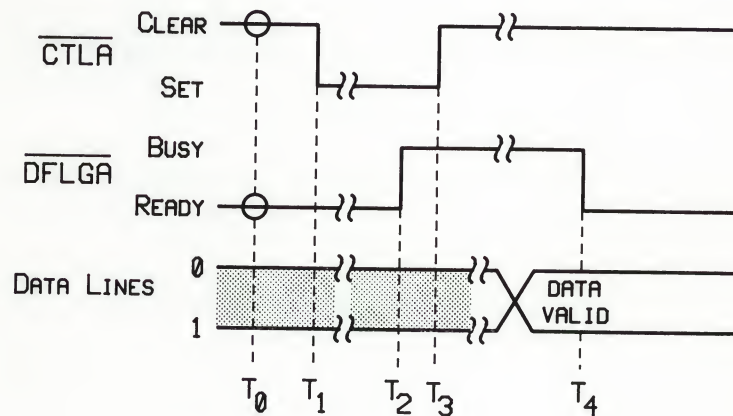 CLEAR
CTLA
SET
BUSY
DFLGA
READY
DATA LINES
0
1
DATA
VALID
T0 T1 T2 T3 T4